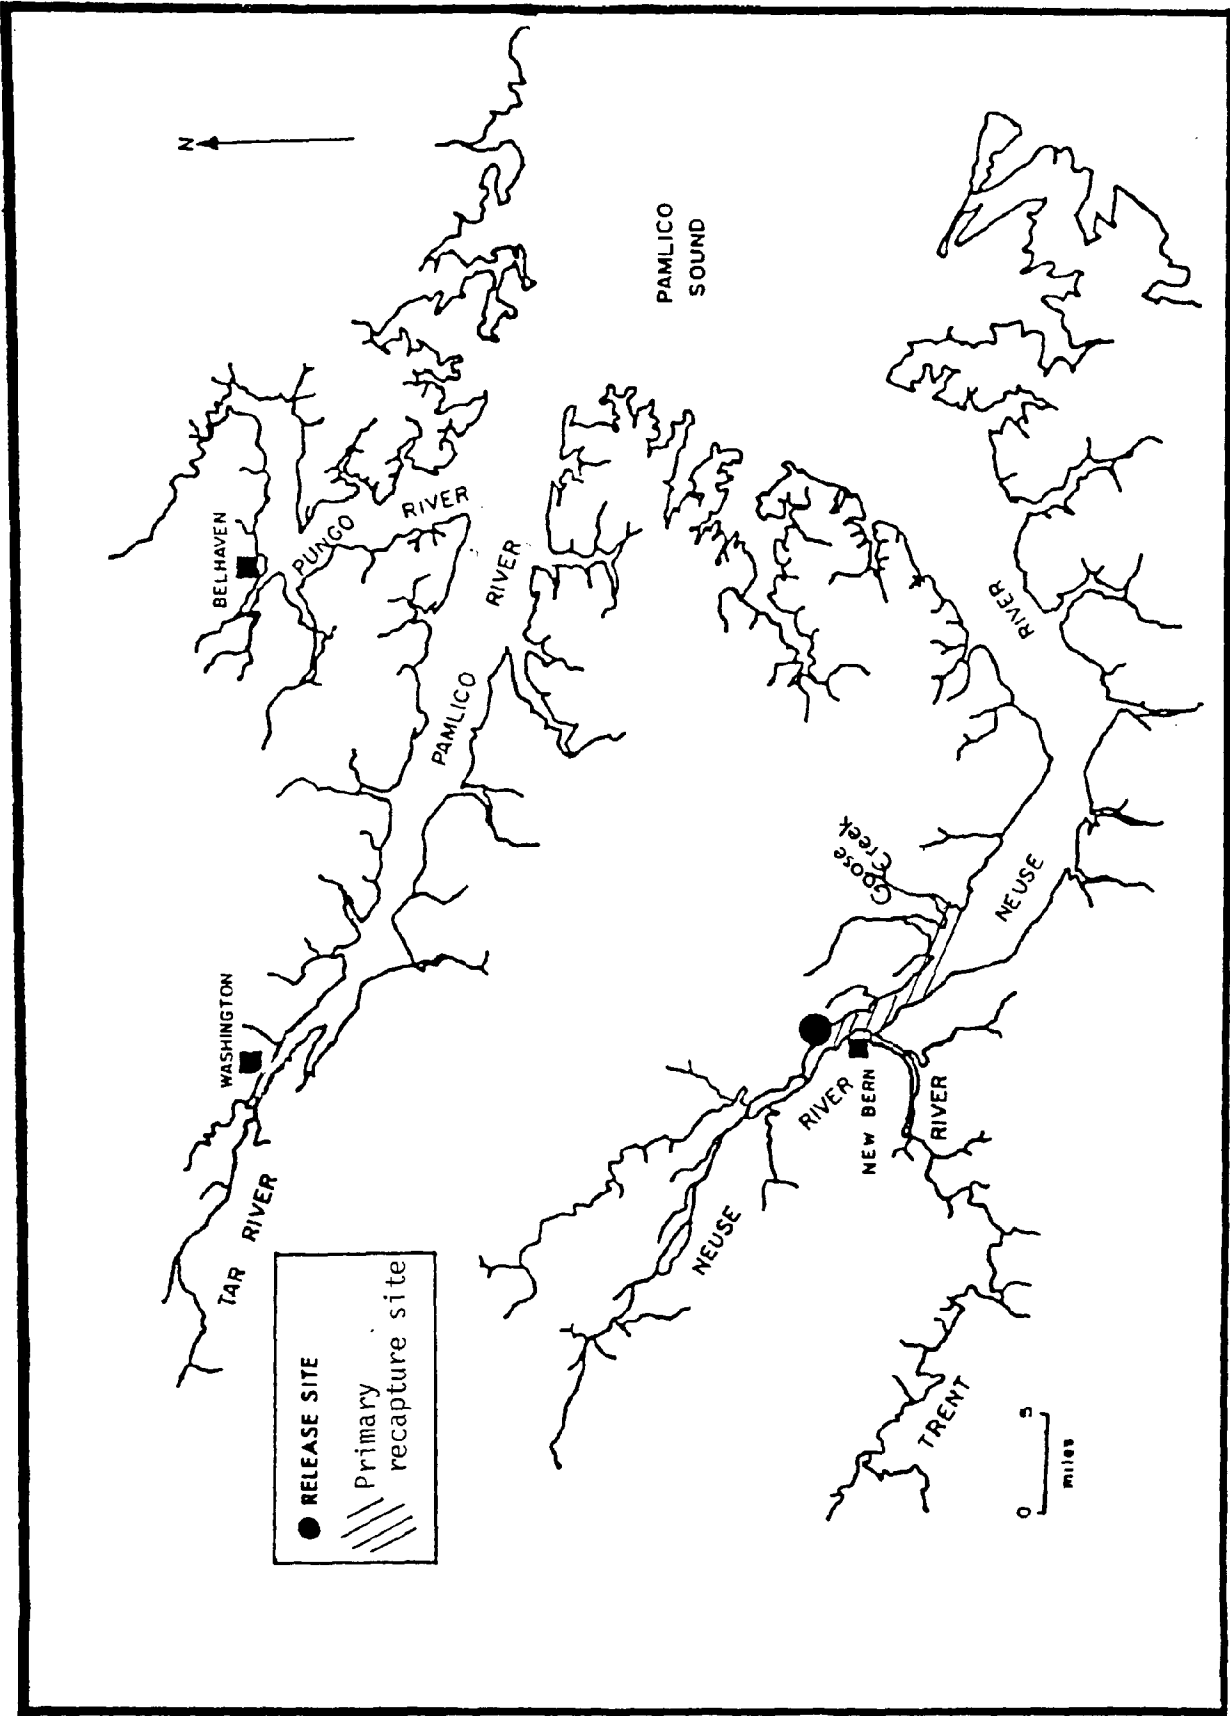 N
PAMLICO
SOUND
BELHAVEN
PUNGO
RIVER
PAMLICO
RIVER
WASHINGTON
TAR
RIVER
Goose
Creek
NEUSE
RIVER
NEUSE
RIVER
NEW BERN
TRENT
RIVER
RELEASE SITE
Primary
recapture site
0
5
miles